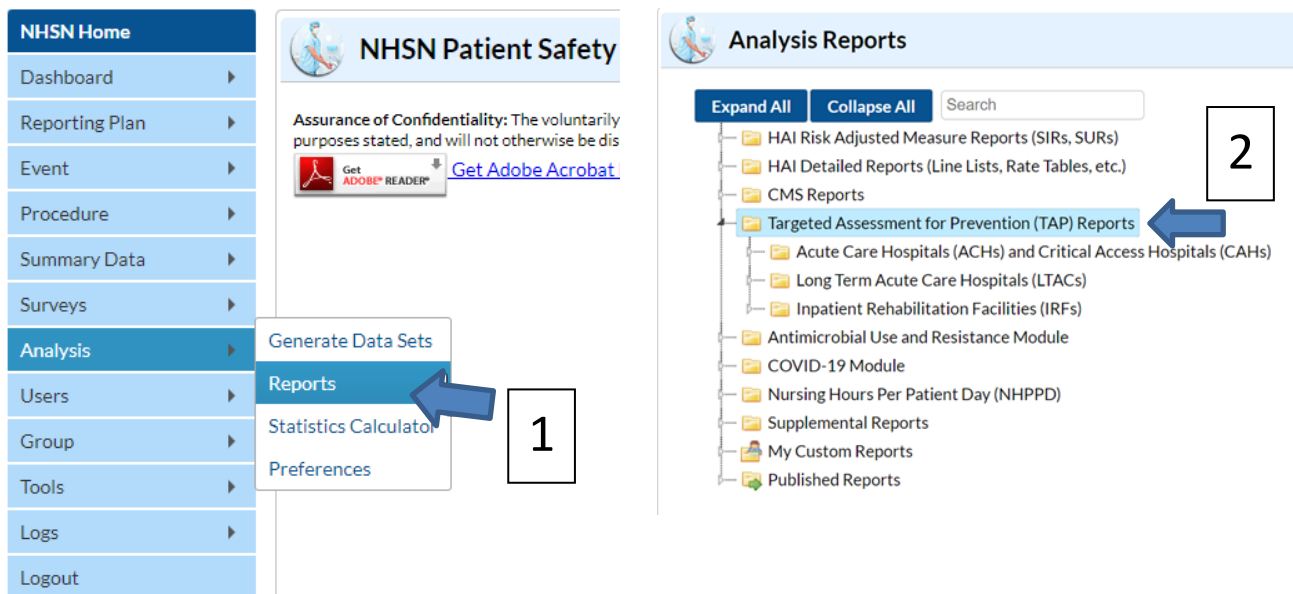 NHSN Home
Dashboard
Reporting Plan
Event
Procedure
Summary Data
Surveys
Analysis
Users
Group
Tools
Logs
Logout
Generate Data Sets
Reports
Statistics Calculator
Preferences
1
NHSN Patient Safety
Assurance of Confidentiality: The voluntarily
purposes stated, and will not otherwise be dis
Get
ADOBE® READER®
Get Adobe Acrobat
Analysis Reports
Expand All
Collapse All
Search
2
HAI Risk Adjusted Measure Reports (SIRs, SURs)
HAI Detailed Reports (Line Lists, Rate Tables, etc.)
CMS Reports
Targeted Assessment for Prevention (TAP) Reports
Acute Care Hospitals (ACHs) and Critical Access Hospitals (CAHs)
Long Term Acute Care Hospitals (LTACs)
Inpatient Rehabilitation Facilities (IRFs)
Antimicrobial Use and Resistance Module
COVID-19 Module
Nursing Hours Per Patient Day (NHPPD)
Supplemental Reports
My Custom Reports
Published Reports